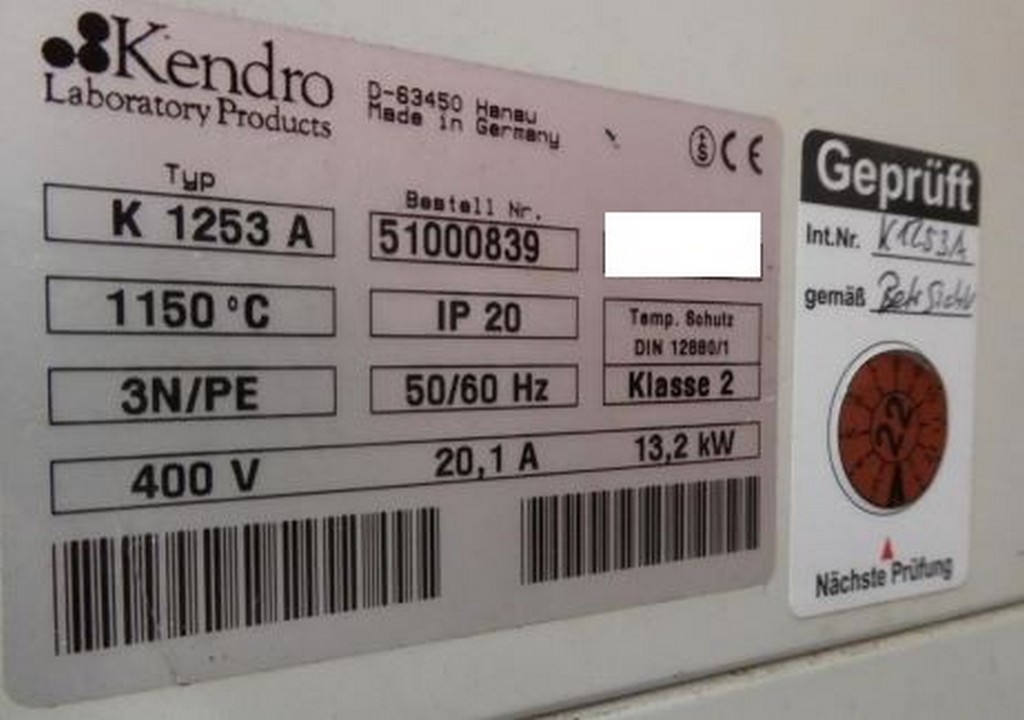 Kendro
Laboratory Products
D-63450 Hanau
Made in Germany
CE
Typ
K 1253 A
Bestell Nr.
51000839
1150 °C
IP 20
Temp. Schutz
DIN 12880/1
3N/PE
50/60 Hz
Klasse 2
400 V 20,1 A 13,2 kW
Geprüft
Int.Nr. K1253A
gemäß Betr
22
Nächste Prüfung